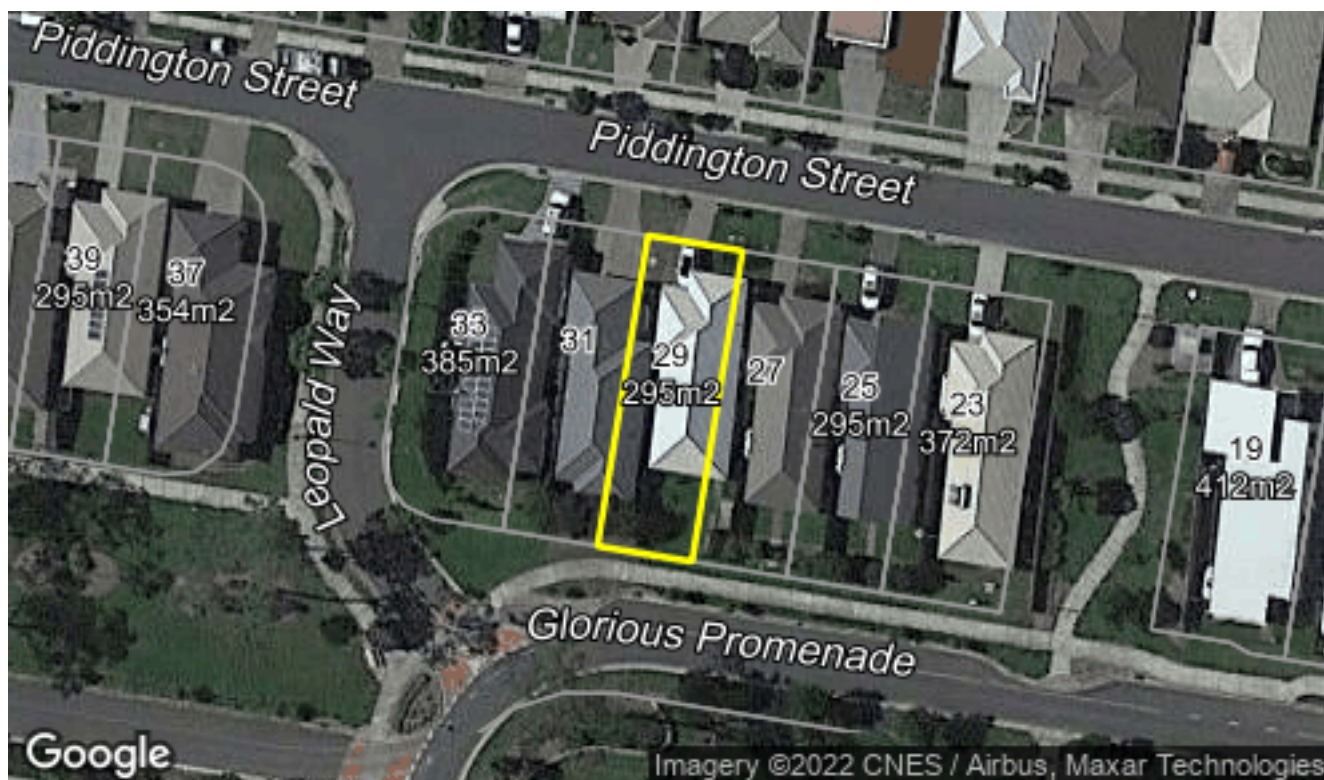 Piddington Street
Piddington Street
39
295m2
37
354m2
Leopald Way
33
385m2
31
29
295m2
27
25
295m2
23
372m2
19
412m2
Glorious Promenade
Google
Imagery ©2022 CNES / Airbus, Maxar Technologies